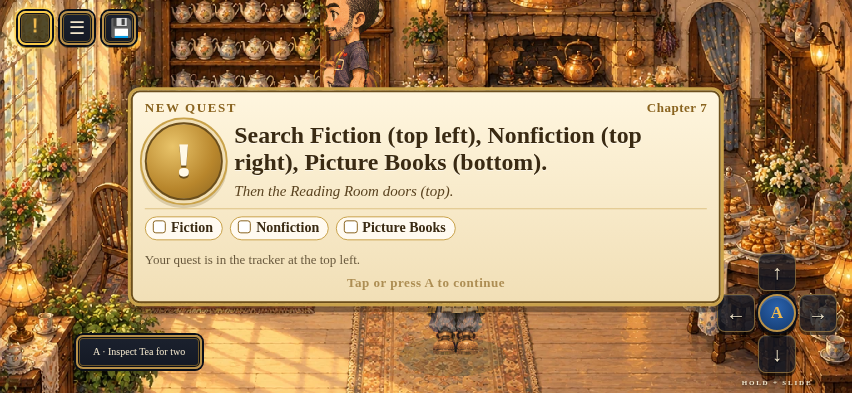 !
NEW QUEST
Chapter 7
!
Search Fiction (top left), Nonfiction (top
right), Picture Books (bottom).
Then the Reading Room doors (top).
Fiction
Nonfiction
Picture Books
Your quest is in the tracker at the top left.
Tap or press A to continue
↑
← A →
↓
A · Inspect Tea for two
HOLD + SLIDE